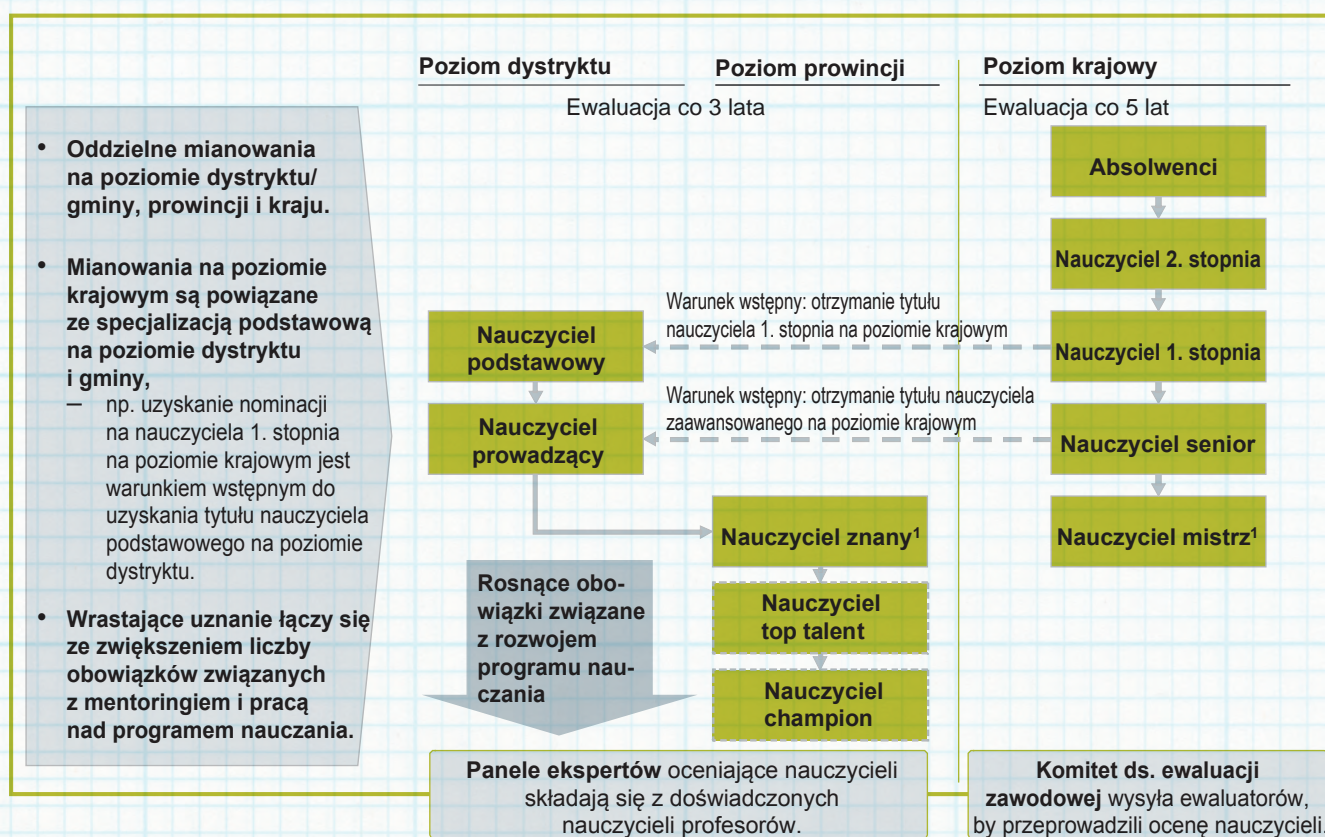 Poziom dystryktu
Poziom prowincji
Poziom krajowy
Ewaluacja co 3 lata
Ewaluacja co 5 lat
• Oddzielne mianowania
na poziomie dystryktu/
gminy, prowincji i kraju.
• Mianowania na poziomie
krajowym są powiązane
ze specjalizacją podstawową
na poziomie dystryktu
i gminy,
– np. uzyskanie nominacji
na nauczyciela 1. stopnia
na poziomie krajowym jest
warunkiem wstępnym do
uzyskania tytułu nauczyciela
podstawowego na poziomie
dystryktu.
• Wrastające uznanie łączy się
ze zwiększeniem liczby
obowiązków związanych
z mentoringiem i pracą
nad programem nauczania.
Nauczyciel
podstawowy
Nauczyciel
prowadzący
Warunek wstępny: otrzymanie tytułu
nauczyciela 1. stopnia na poziomie krajowym
Warunek wstępny: otrzymanie tytułu nauczyciela
zaawansowanego na poziomie krajowym
Rosnące obo-
wiązki związane
z rozwojem
programu nau-
czania
Nauczyciel znany¹
Nauczyciel
top talent
Nauczyciel
champion
Absolwenci
Nauczyciel 2. stopnia
Nauczyciel 1. stopnia
Nauczyciel senior
Nauczyciel mistrz¹
Panele ekspertów oceniające nauczycieli
składają się z doświadczonych
nauczycieli profesorów.
Komitet ds. ewaluacji
zawodowej wysyła ewaluatorów,
by przeprowadzili ocenę nauczycieli.